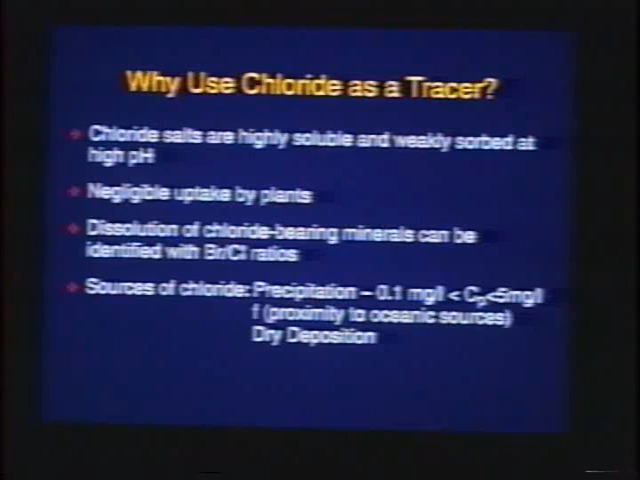 Why Use Chloride as a Tracer?
Chloride salts are highly soluble and weakly sorbed at
high pH
Negligible uptake by plants
Dissolution of chloride-bearing minerals can be
identified with Br/Cl ratios
Sources of chloride: Precipitation – 0.1 mg/l < Cp<5mg/l
f (proximity to oceanic sources)
Dry Deposition